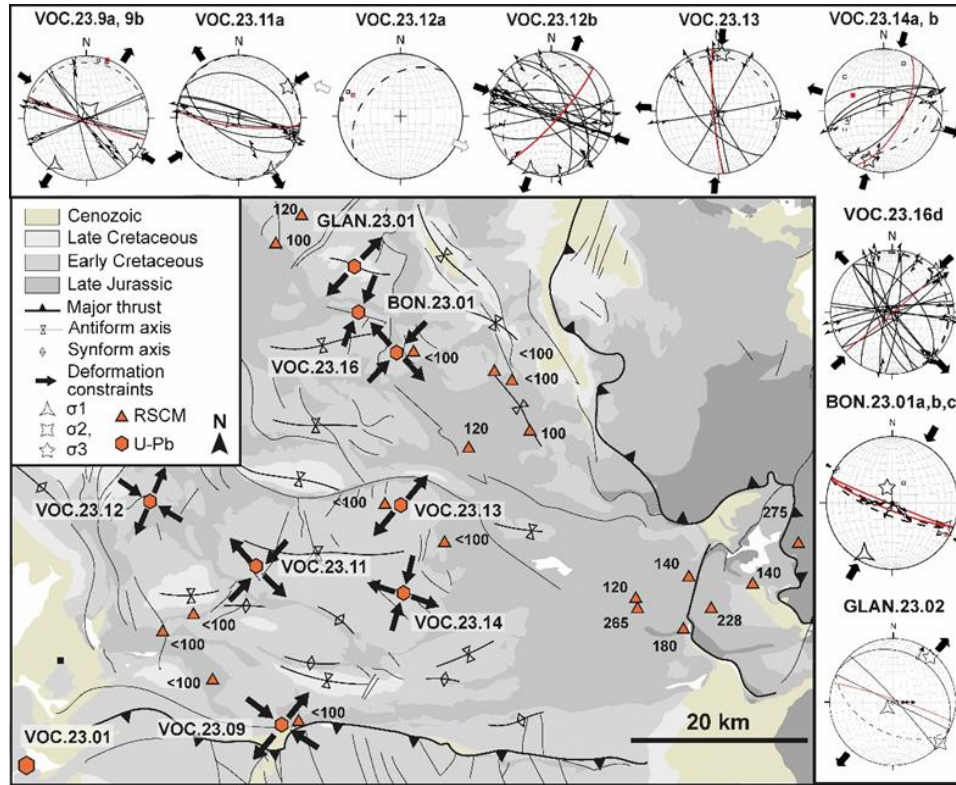 VOC.23.9a, 9b
VOC.23.11a
VOC.23.12a
VOC.23.12b
VOC.23.13
VOC.23.14a, b
N
N
N
N
N
N
Cenozoic
Late Cretaceous
Early Cretaceous
Late Jurassic
Major thrust
Antiform axis
Synform axis
Deformation
constraints
σ1
σ2,
σ3
RSCM
U-Pb
N
120
100
GLAN.23.01
BON.23.01
VOC.23.16
<100
<100
<100
120
100
VOC.23.12
<100
VOC.23.13
<100
VOC.23.11
VOC.23.14
<100
<100
<100
VOC.23.09
<100
VOC.23.01
275
140
140
120
265
228
180
20 km
VOC.23.16d
N
BON.23.01a,b,c
N
GLAN.23.02
N